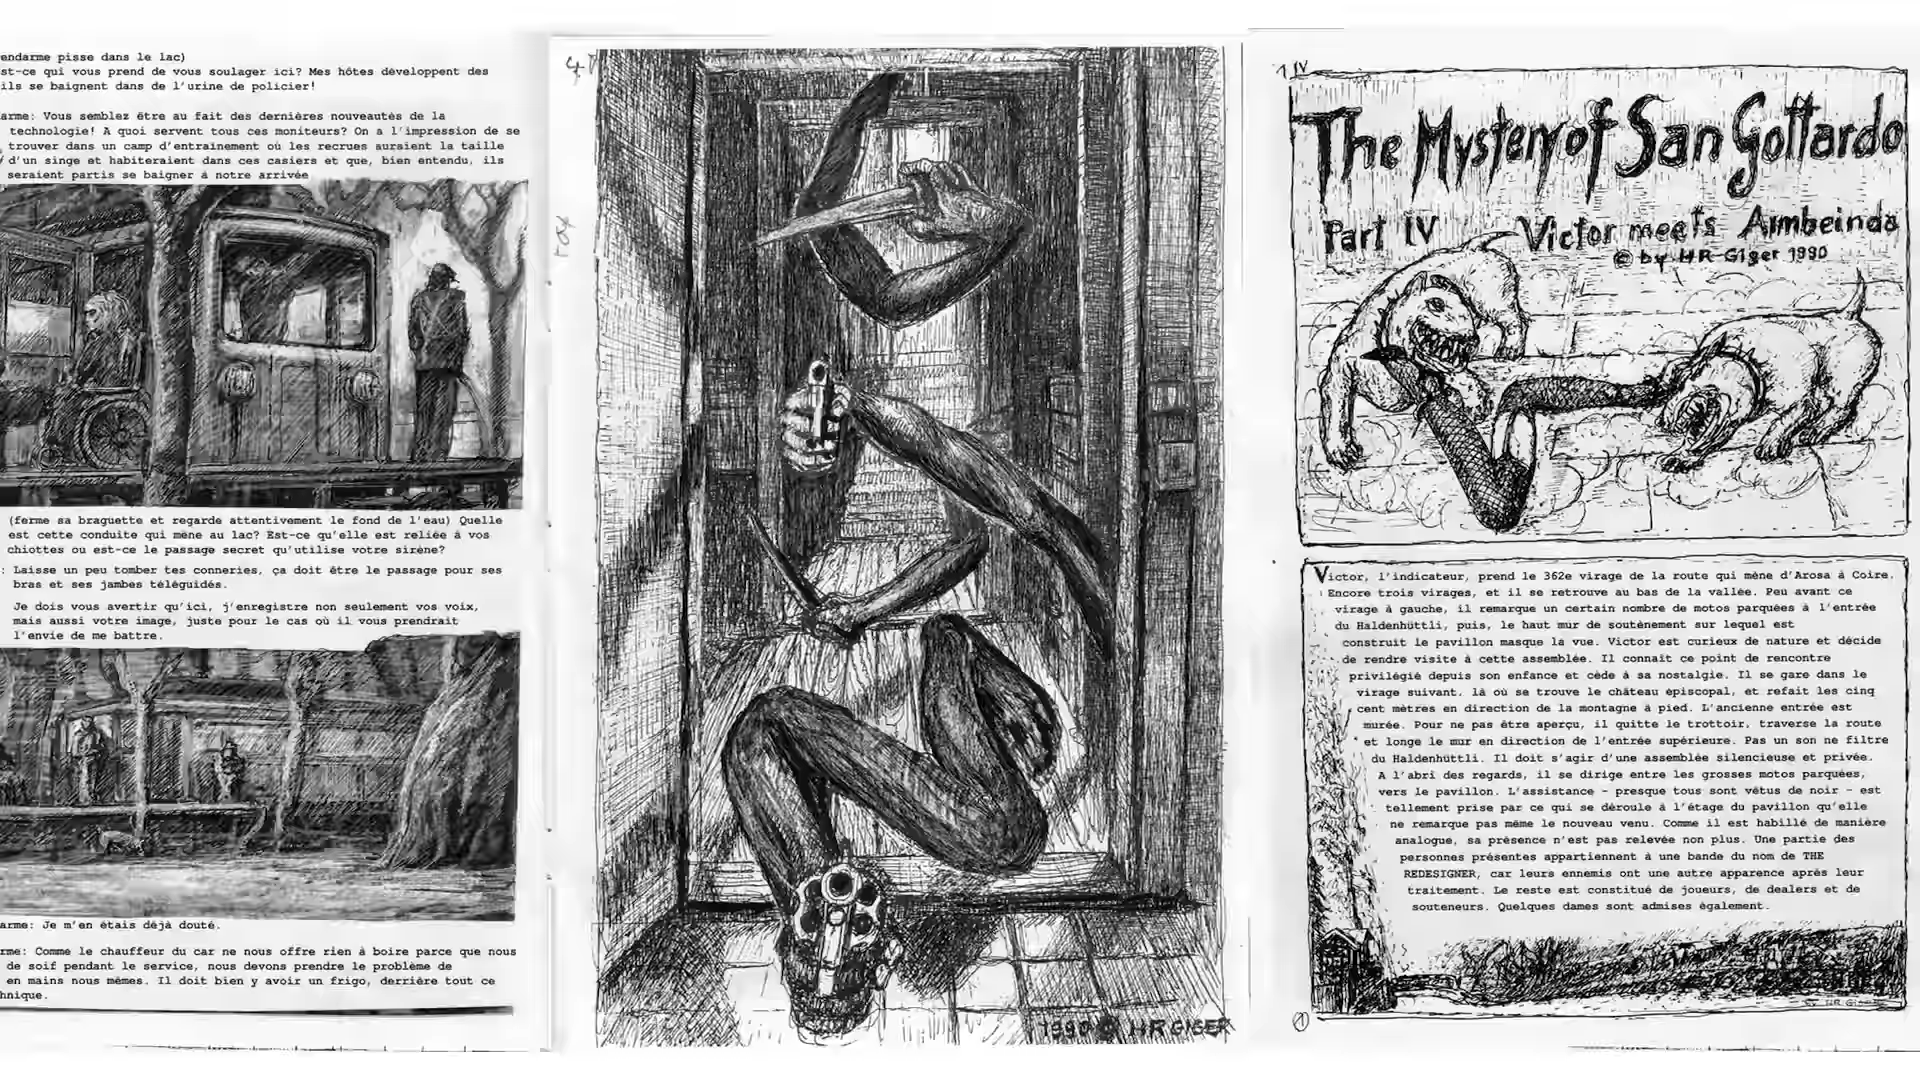 endarme pisse dans le lac)
st-ce qui vous prend de vous soulager ici? Mes hôtes développent des
ils se baignent dans de l'urine de policier!
arme: Vous semblez être au fait des dernières nouveautés de la
technologie! A quoi servent tous ces moniteurs? On a l'impression de se
trouver dans un camp d'entraînement où les recrues auraient la taille
d'un singe et habiteraient dans ces casiers et que, bien entendu, ils
seraient partis se baigner à notre arrivée
(ferme sa braguette et regarde attentivement le fond de l'eau) Quelle
est cette conduite qui mène au lac? Est-ce qu'elle est reliée à vos
chiottes ou est-ce le passage secret qu'utilise votre sirène?
: Laisse un peu tomber tes conneries, ça doit être le passage pour ses
bras et ses jambes téléguidés.
Je dois vous avertir qu'ici, j'enregistre non seulement vos voix,
mais aussi votre image, juste pour le cas où il vous prendrait
l'envie de me battre.
arme: Je m'en étais déjà douté.
rme: Comme le chauffeur du car ne nous offre rien à boire parce que nous
de soif pendant le service, nous devons prendre le problème de
en mains nous mêmes. Il doit bien y avoir un frigo, derrière tout ce
hnique.
1990 © HR GIGER
1 IV
The Mystery of San Gottardo
Part IV Victor meets Armbeinda
© by HR Giger 1990
Victor, l'indicateur, prend le 362e virage de la route qui mène d'Arosa à Coire.
Encore trois virages, et il se retrouve au bas de la vallée. Peu avant ce
virage à gauche, il remarque un certain nombre de motos parquées à l'entrée
du Haldenhüttli, puis, le haut mur de soutènement sur lequel est
construit le pavillon masque la vue. Victor est curieux de nature et décide
de rendre visite à cette assemblée. Il connaît ce point de rencontre
privilégié depuis son enfance et cède à sa nostalgie. Il se gare dans le
virage suivant. là où se trouve le château épiscopal, et refait les cinq
cent mètres en direction de la montagne à pied. L'ancienne entrée est
murée. Pour ne pas être aperçu, il quitte le trottoir, traverse la route
et longe le mur en direction de l'entrée supérieure. Pas un son ne filtre
du Haldenhüttli. Il doit s'agir d'une assemblée silencieuse et privée.
A l'abri des regards, il se dirige entre les grosses motos parquées,
vers le pavillon. L'assistance - presque tous sont vêtus de noir - est
tellement prise par ce qui se déroule à l'étage du pavillon qu'elle
ne remarque pas même le nouveau venu. Comme il est habillé de manière
analogue, sa présence n'est pas relevée non plus. Une partie des
personnes présentes appartiennent à une bande du nom de THE
REDESIGNER, car leurs ennemis ont une autre apparence après leur
traitement. Le reste est constitué de joueurs, de dealers et de
souteneurs. Quelques dames sont admises également.
1